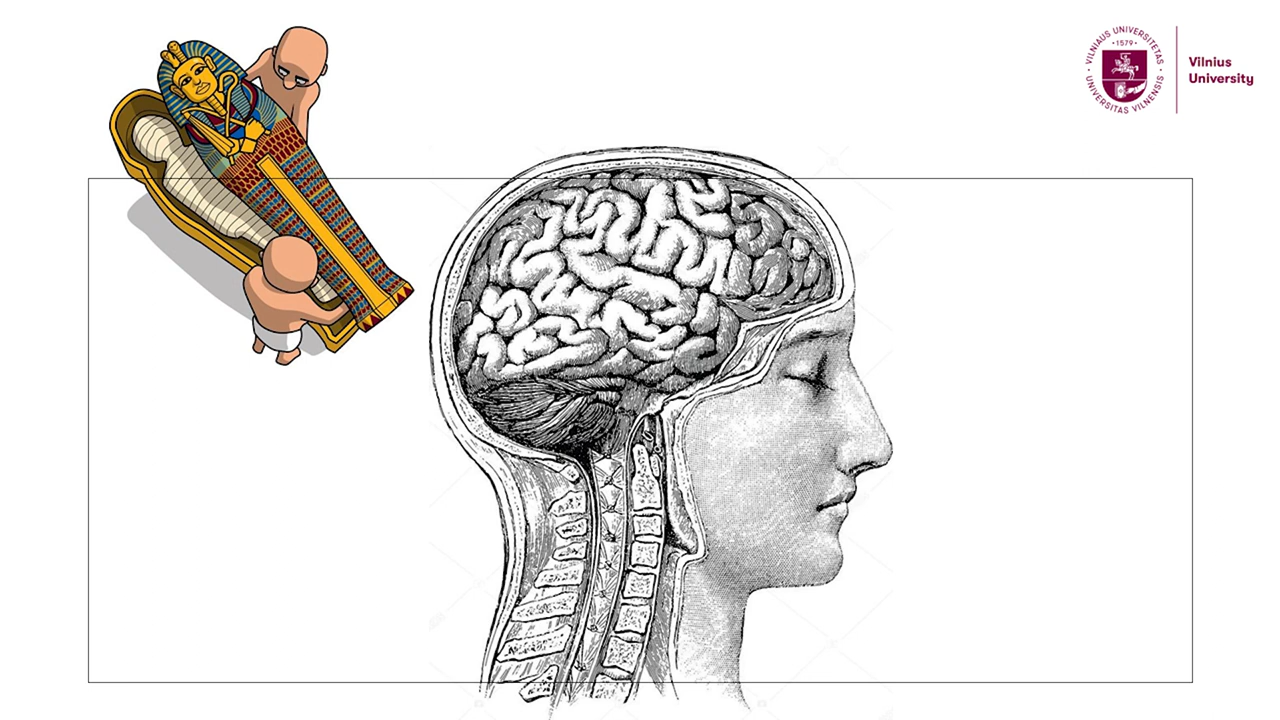 VILNIAUS UNIVERSITETAS
•1579•
UNIVERSITAS VILNENSIS
Vilnius
University